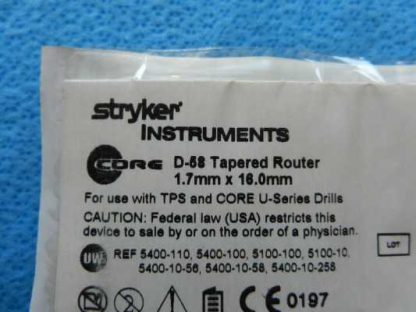 stryker
INSTRUMENTS
CORE D-58 Tapered Router
1.7mm x 16.0mm
For use with TPS and CORE U-Series Drills
CAUTION: Federal law (USA) restricts this
device to sale by or on the order of a physician.
LOT
UW REF 5400-110, 5400-100, 5100-100, 5100-10,
5400-10-56, 5400-10-58, 5400-10-258
2 CE 0197